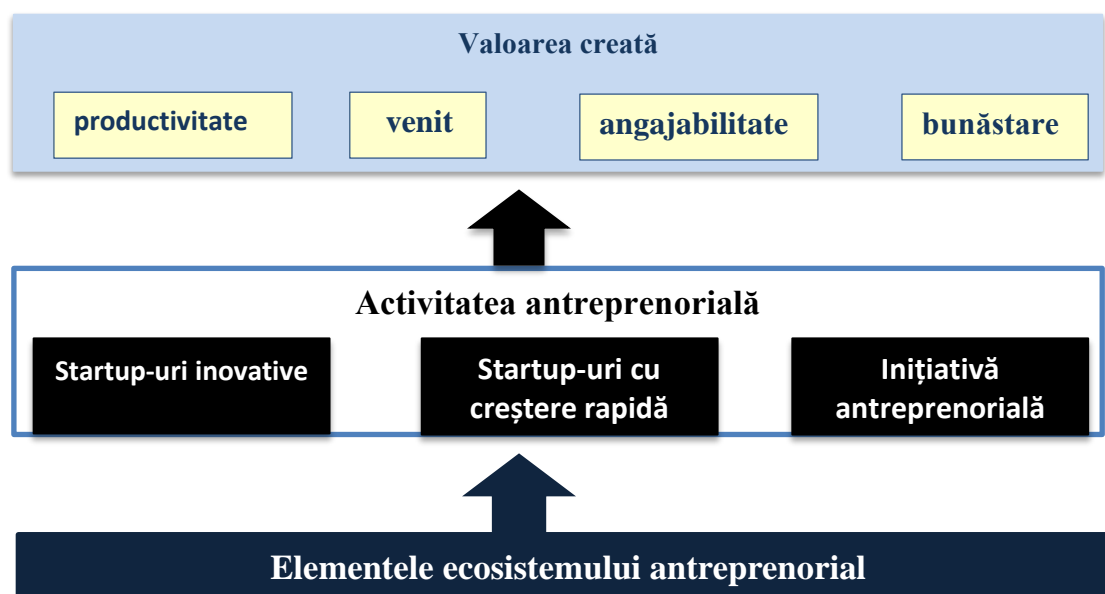 Valoarea creată
productivitate
venit
angajabilitate
bunăstare
Activitatea antreprenorială
Startup-uri inovative
Startup-uri cu
creștere rapidă
Inițiativă
antreprenorială
Elementele ecosistemului antreprenorial